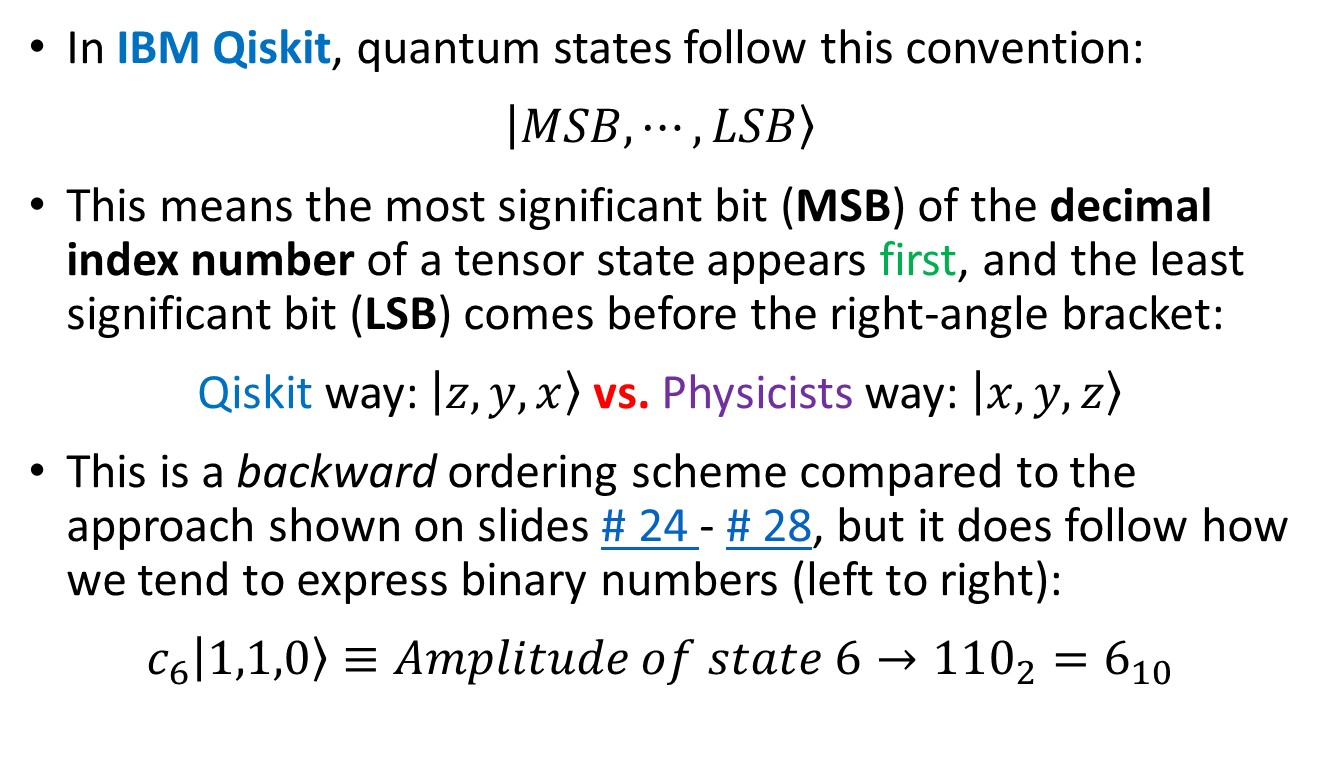 • In IBM Qiskit, quantum states follow this convention:
|MSB, ⋯ , LSB⟩
• This means the most significant bit (MSB) of the decimal
index number of a tensor state appears first, and the least
significant bit (LSB) comes before the right-angle bracket:
Qiskit way: |z, y, x⟩ vs. Physicists way: |x, y, z⟩
• This is a backward ordering scheme compared to the
approach shown on slides # 24 - # 28, but it does follow how
we tend to express binary numbers (left to right):
c₆|1,1,0⟩ ≡ Amplitude of state 6 → 110₂ = 6₁₀